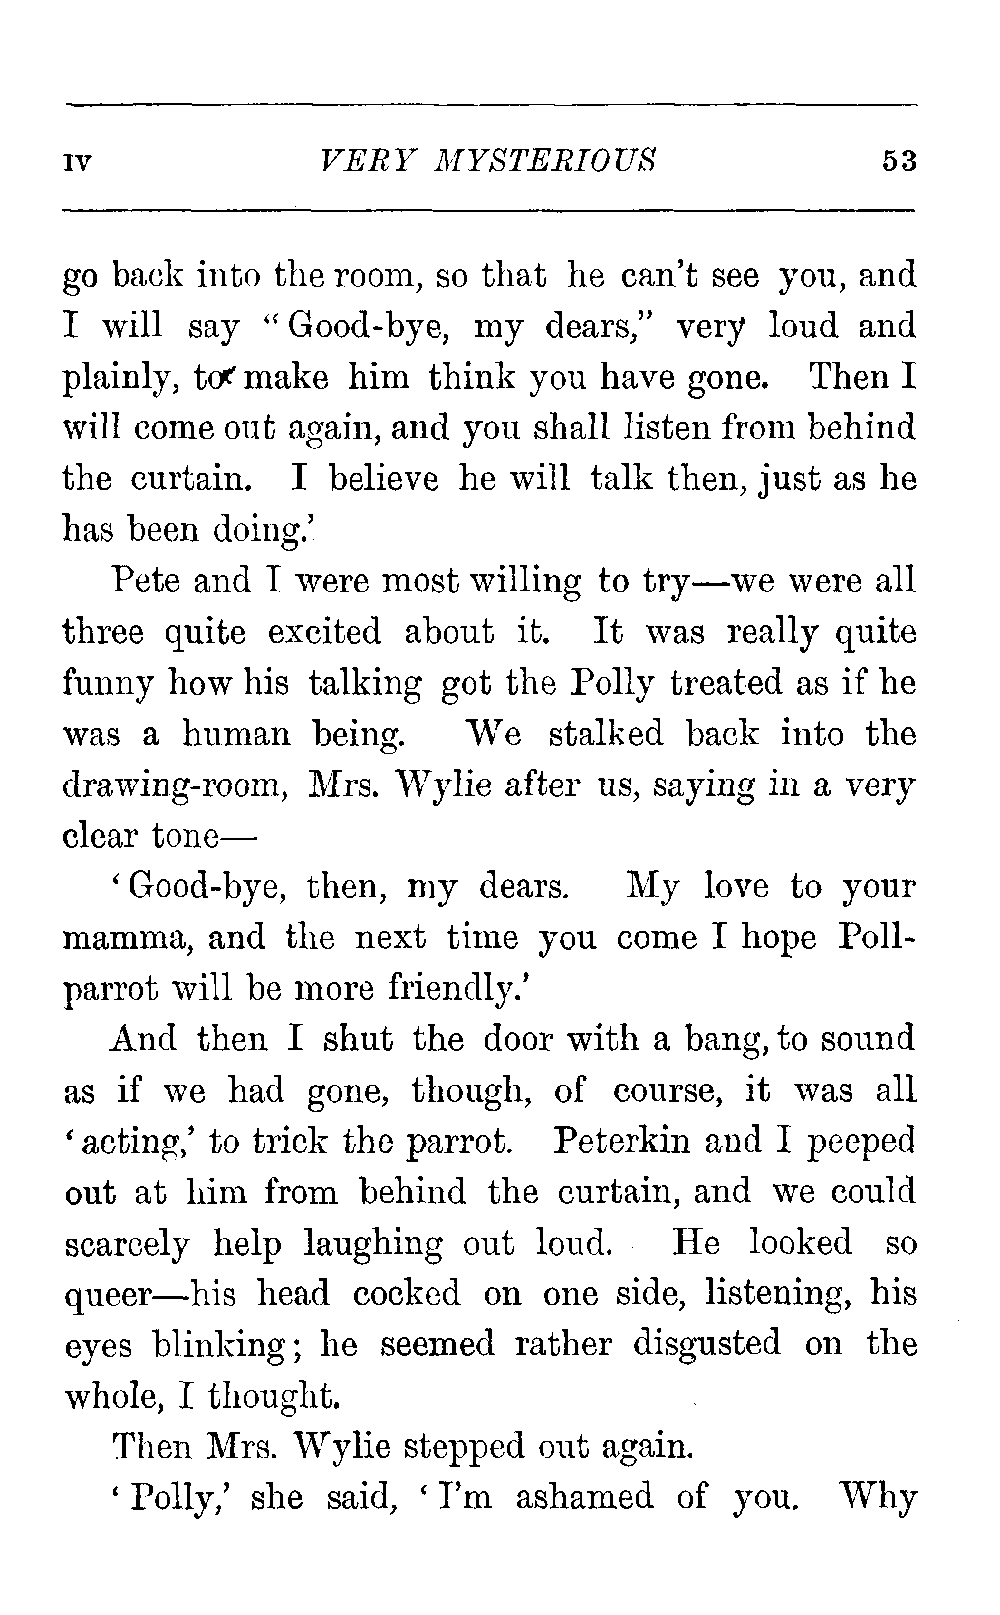 IV VERY MYSTERIOUS 53
go back into the room, so that he can't see you, and
I will say “Good-bye, my dears,” very loud and
plainly, to make him think you have gone. Then I
will come out again, and you shall listen from behind
the curtain. I believe he will talk then, just as he
has been doing.’
Pete and I were most willing to try—we were all
three quite excited about it. It was really quite
funny how his talking got the Polly treated as if he
was a human being. We stalked back into the
drawing-room, Mrs. Wylie after us, saying in a very
clear tone—
‘Good-bye, then, my dears. My love to your
mamma, and the next time you come I hope Poll-
parrot will be more friendly.’
And then I shut the door with a bang, to sound
as if we had gone, though, of course, it was all
‘acting,’ to trick the parrot. Peterkin and I peeped
out at him from behind the curtain, and we could
scarcely help laughing out loud. He looked so
queer—his head cocked on one side, listening, his
eyes blinking; he seemed rather disgusted on the
whole, I thought.
Then Mrs. Wylie stepped out again.
‘Polly,’ she said, ‘I'm ashamed of you. Why